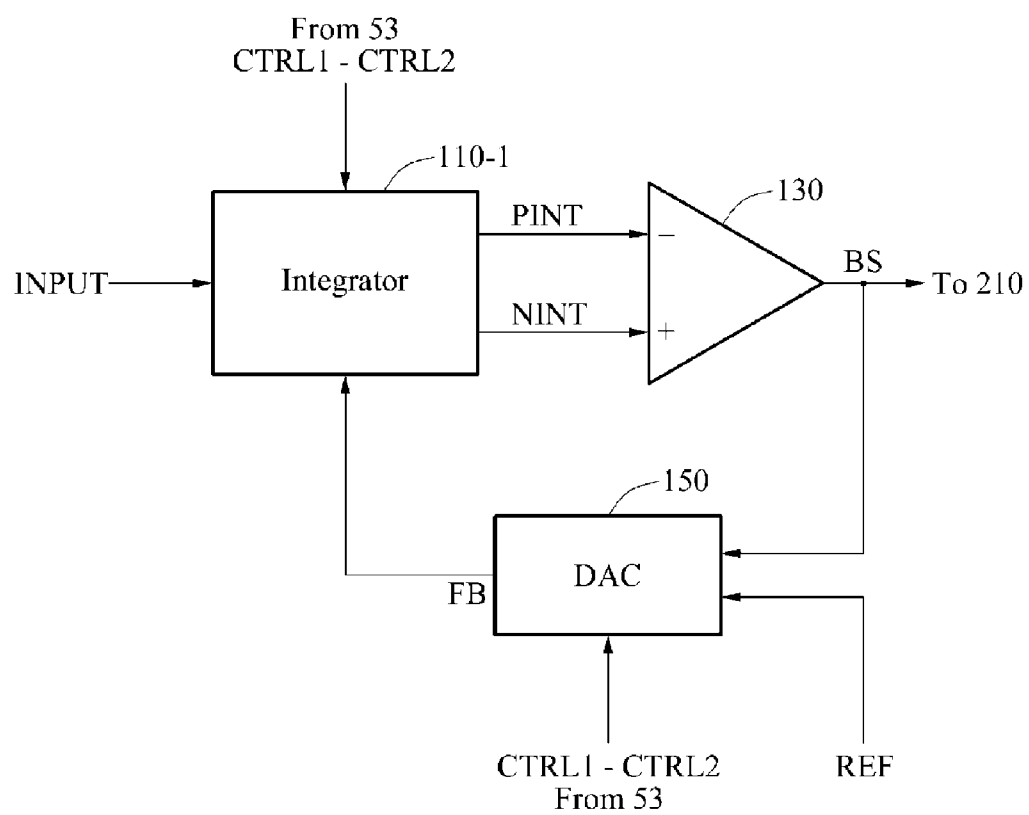 From 53
CTRL1 - CTRL2
110-1
130
PINT
−
BS
INPUT
Integrator
To 210
NINT
+
150
DAC
FB
CTRL1 - CTRL2
From 53
REF